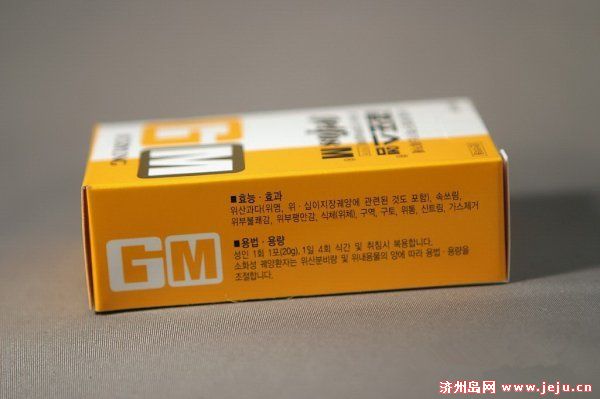 GM
■효능 · 효과
위산과다(위경, 위 · 십이지장궤양에 관련된 것도 포함), 속쓰림,
위부불쾌감, 위부팽만감, 식체(위체), 구역, 구토, 위통, 신트림, 가스제거
GM
■용법 · 용량
성인 1회 1포(20g), 1일 4회 식간 및 취침시 복용합니다.
소화성 궤양환자는 위산분비량 및 위내용물의 양에 따라 용법 · 용량을
조절합니다.
济州岛网 www.jeju.cn